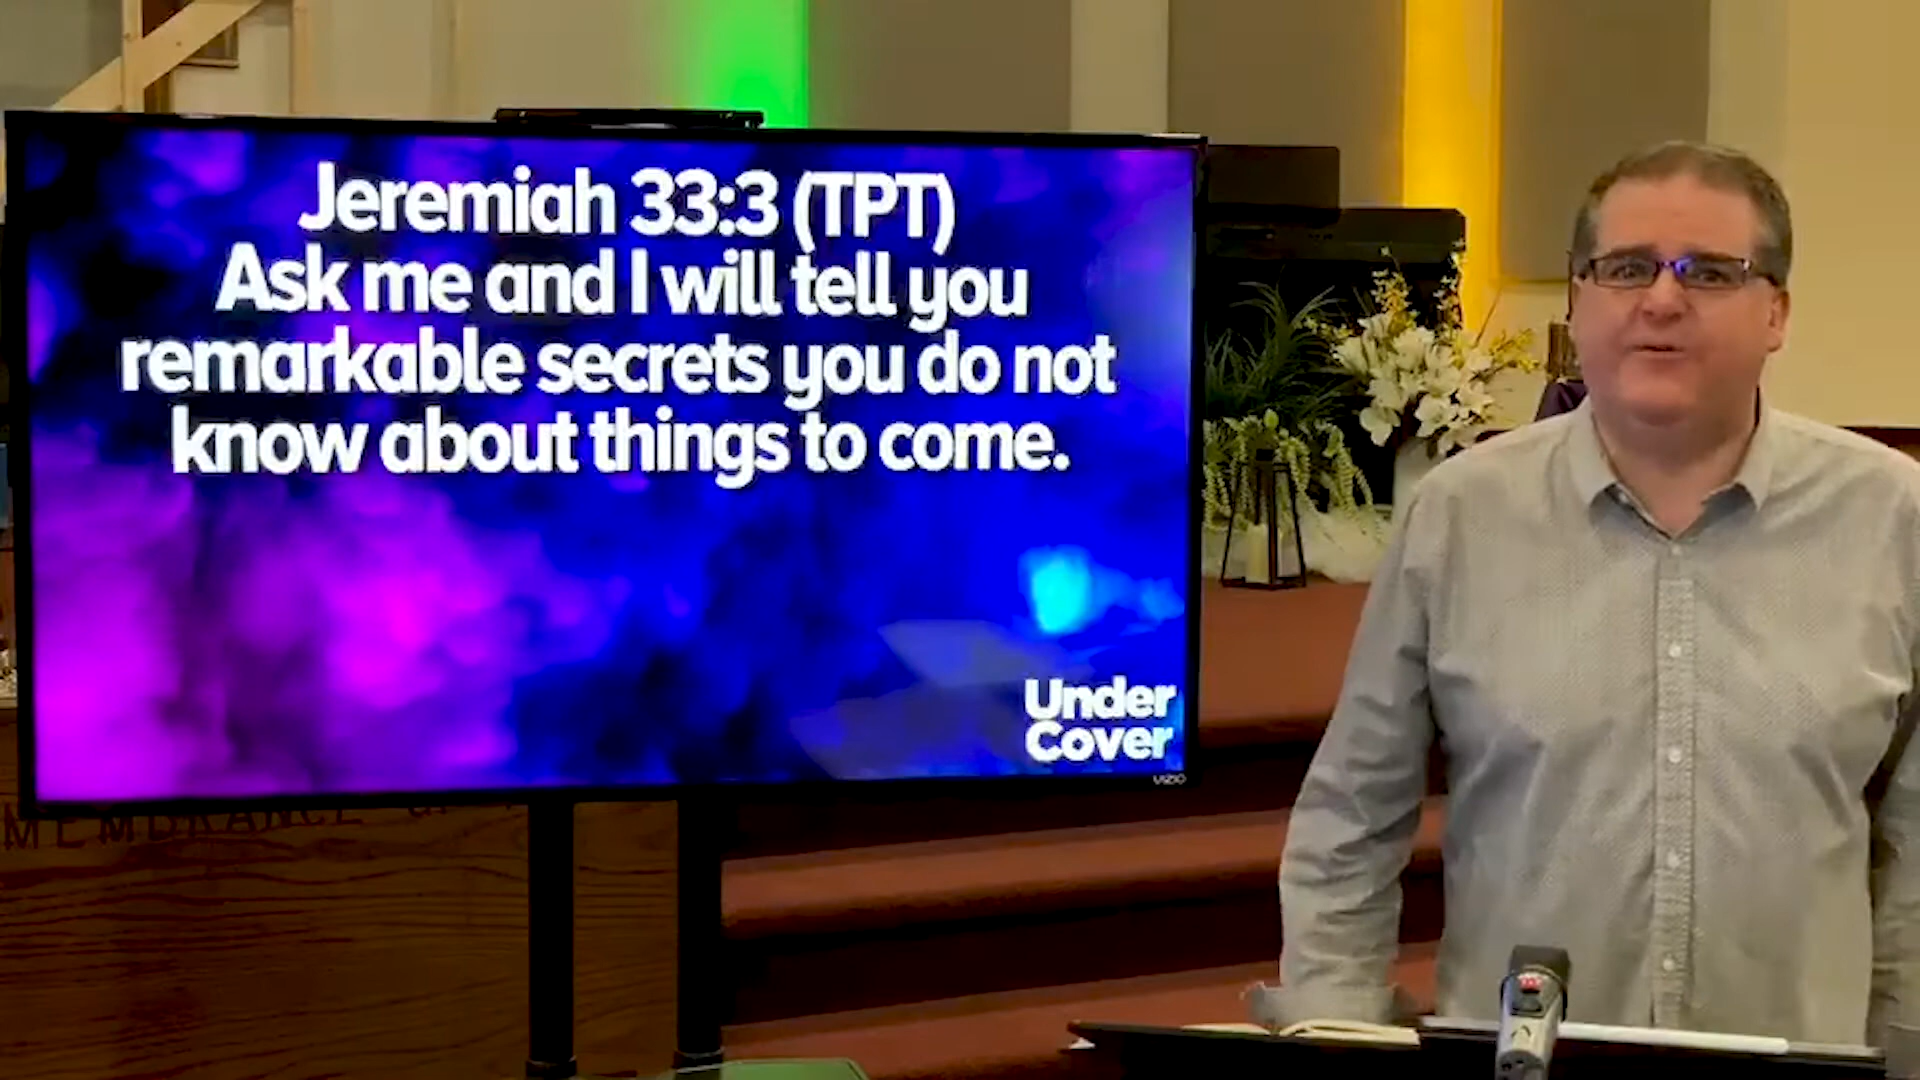 Jeremiah 33:3 (TPT)
Ask me and I will tell you
remarkable secrets you do not
know about things to come.
Under
Cover
VIZIO
MEMBRANCE